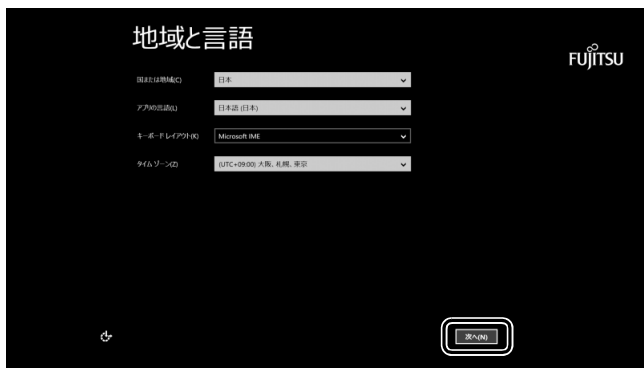 地域と言語
FUJITSU
国または地域(C)
日本
アプリの言語(L)
日本語 (日本)
キーボード レイアウト(K)
Microsoft IME
タイム ゾーン(Z)
(UTC+09:00) 大阪、札幌、東京
次へ(N)